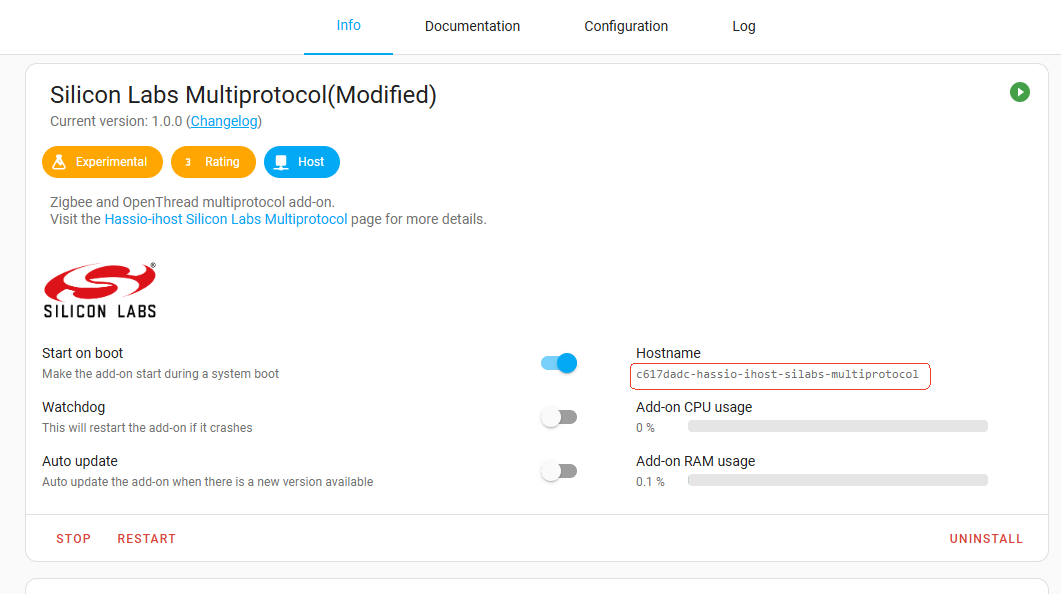 Info
Documentation
Configuration
Log
Silicon Labs Multiprotocol(Modified)
Current version: 1.0.0 (Changelog)
Experimental
3 Rating
Host
Zigbee and OpenThread multiprotocol add-on.
Visit the Hassio-ihost Silicon Labs Multiprotocol page for more details.
®
SILICON LABS
Start on boot
Make the add-on start during a system boot
Hostname
c617dadc-hassio-ihost-silabs-multiprotocol
Watchdog
This will restart the add-on if it crashes
Add-on CPU usage
0 %
Auto update
Auto update the add-on when there is a new version available
Add-on RAM usage
0.1 %
STOP
RESTART
UNINSTALL